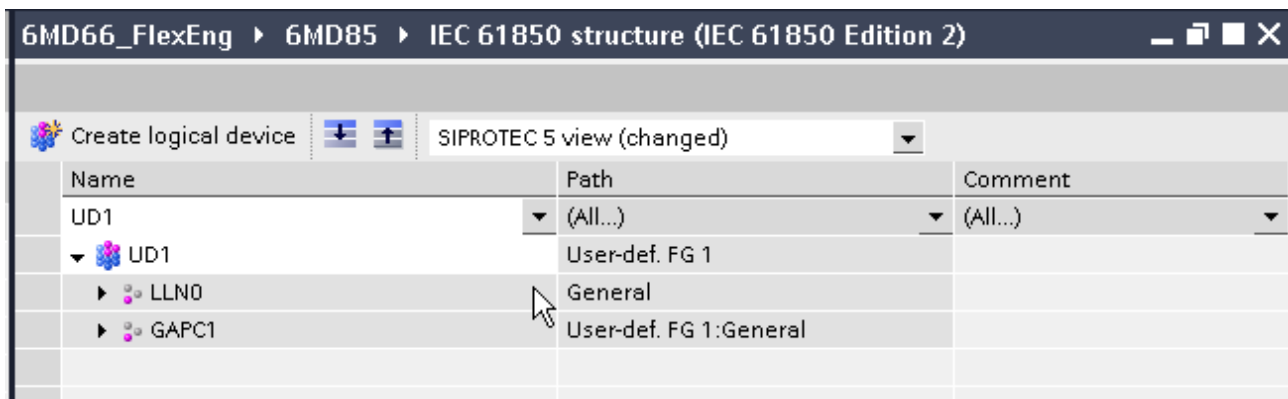 6MD66_FlexEng ▸ 6MD85 ▸ IEC 61850 structure (IEC 61850 Edition 2)
Create logical device SIPROTEC 5 view (changed)
Name Path Comment
UD1 (All...) (All...)
UD1 User-def. FG 1
LLN0 General
GAPC1 User-def. FG 1:General